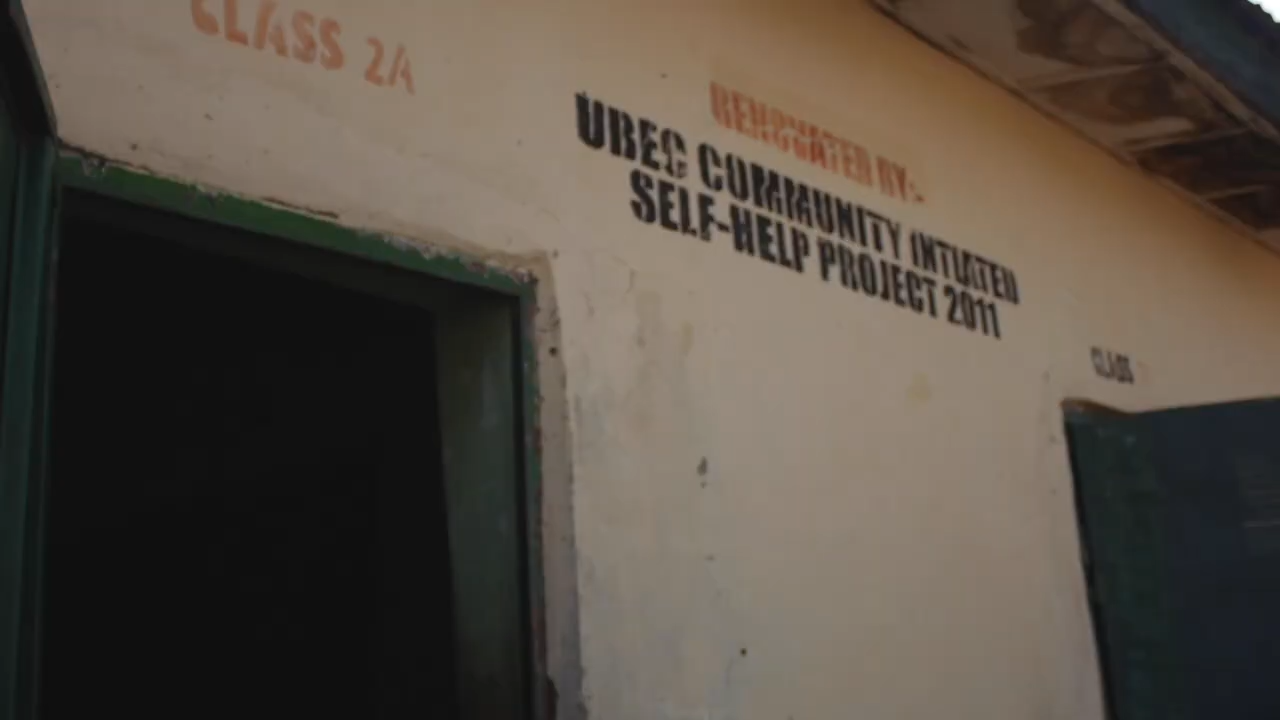 CLASS 2A
RENOVATED BY:-
UBEC COMMUNITY INTIATED
SELF-HELP PROJECT 2011
CLASS